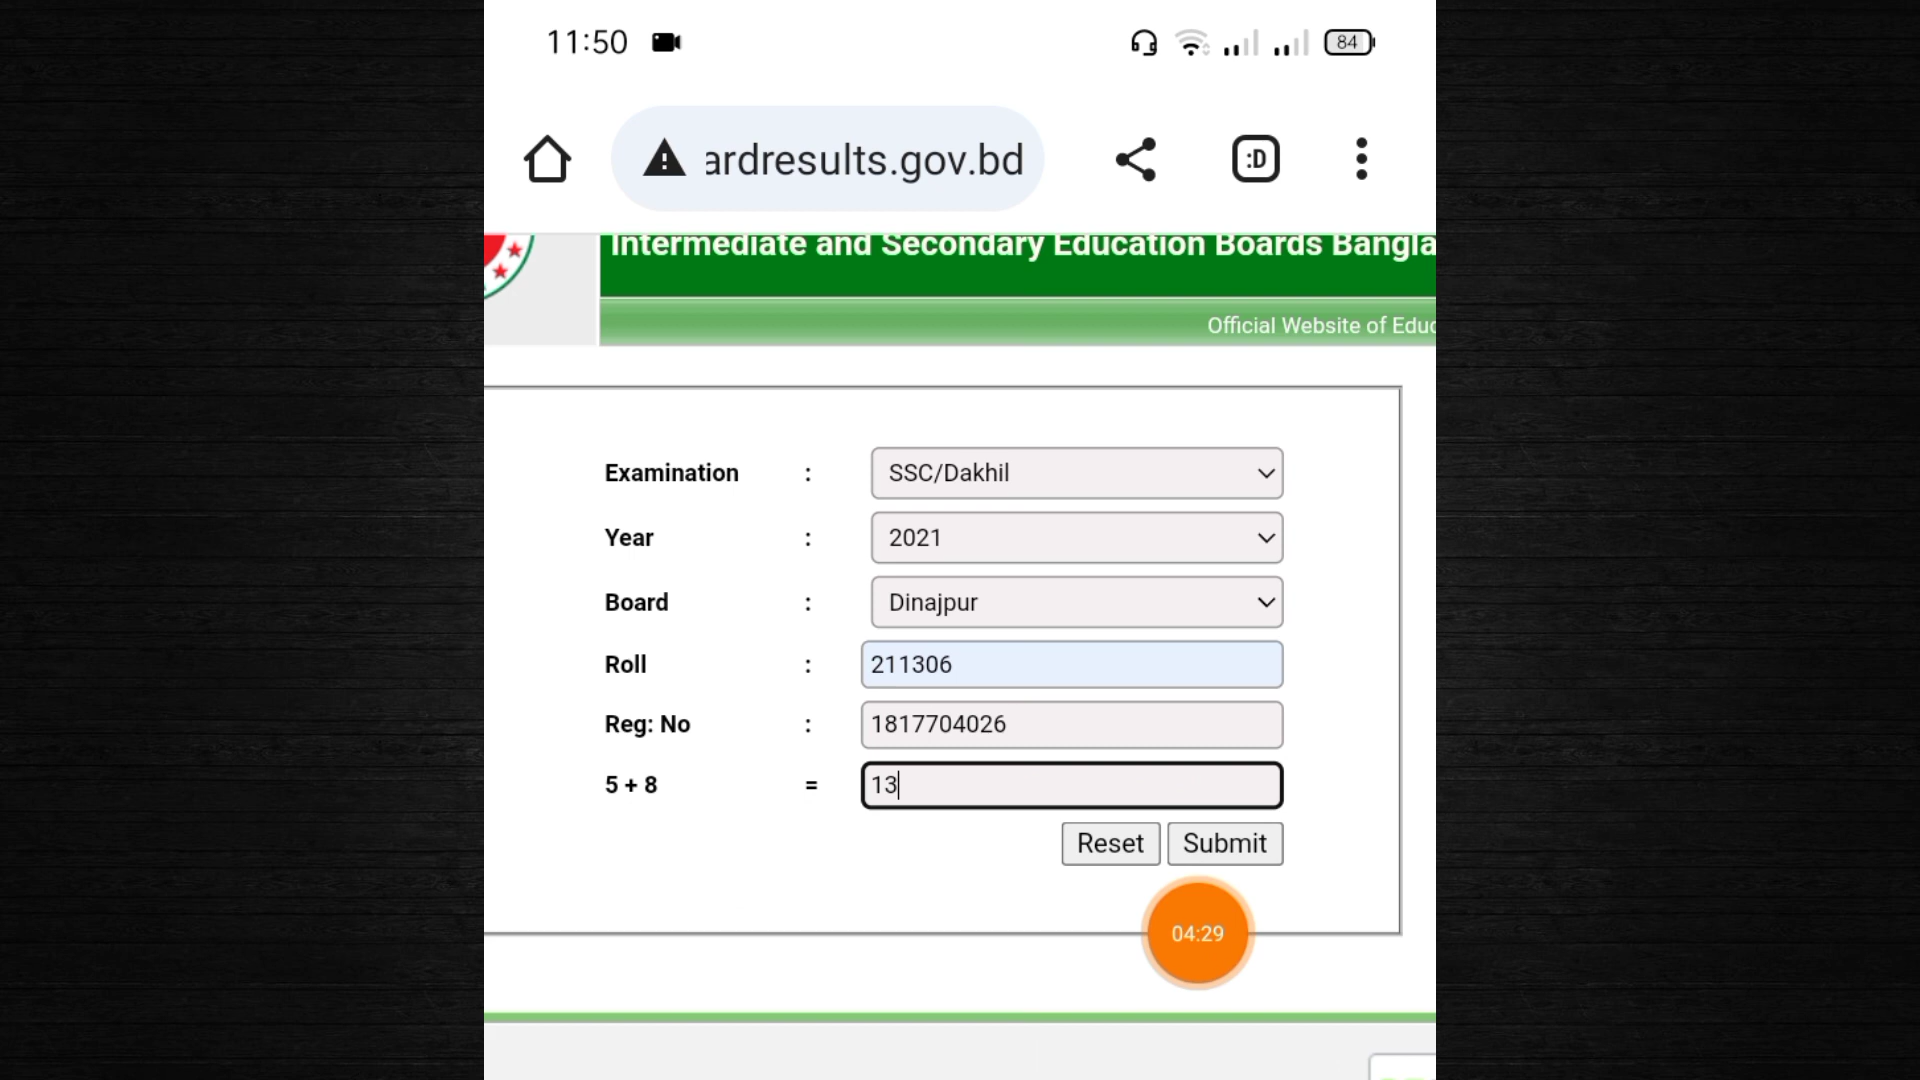 11:50
84
ardresults.gov.bd
:D
Intermediate and Secondary Education Boards Bangla
Official Website of Educ
Examination : SSC/Dakhil
Year : 2021
Board : Dinajpur
Roll : 211306
Reg: No : 1817704026
5 + 8 = 13
Reset Submit
04:29